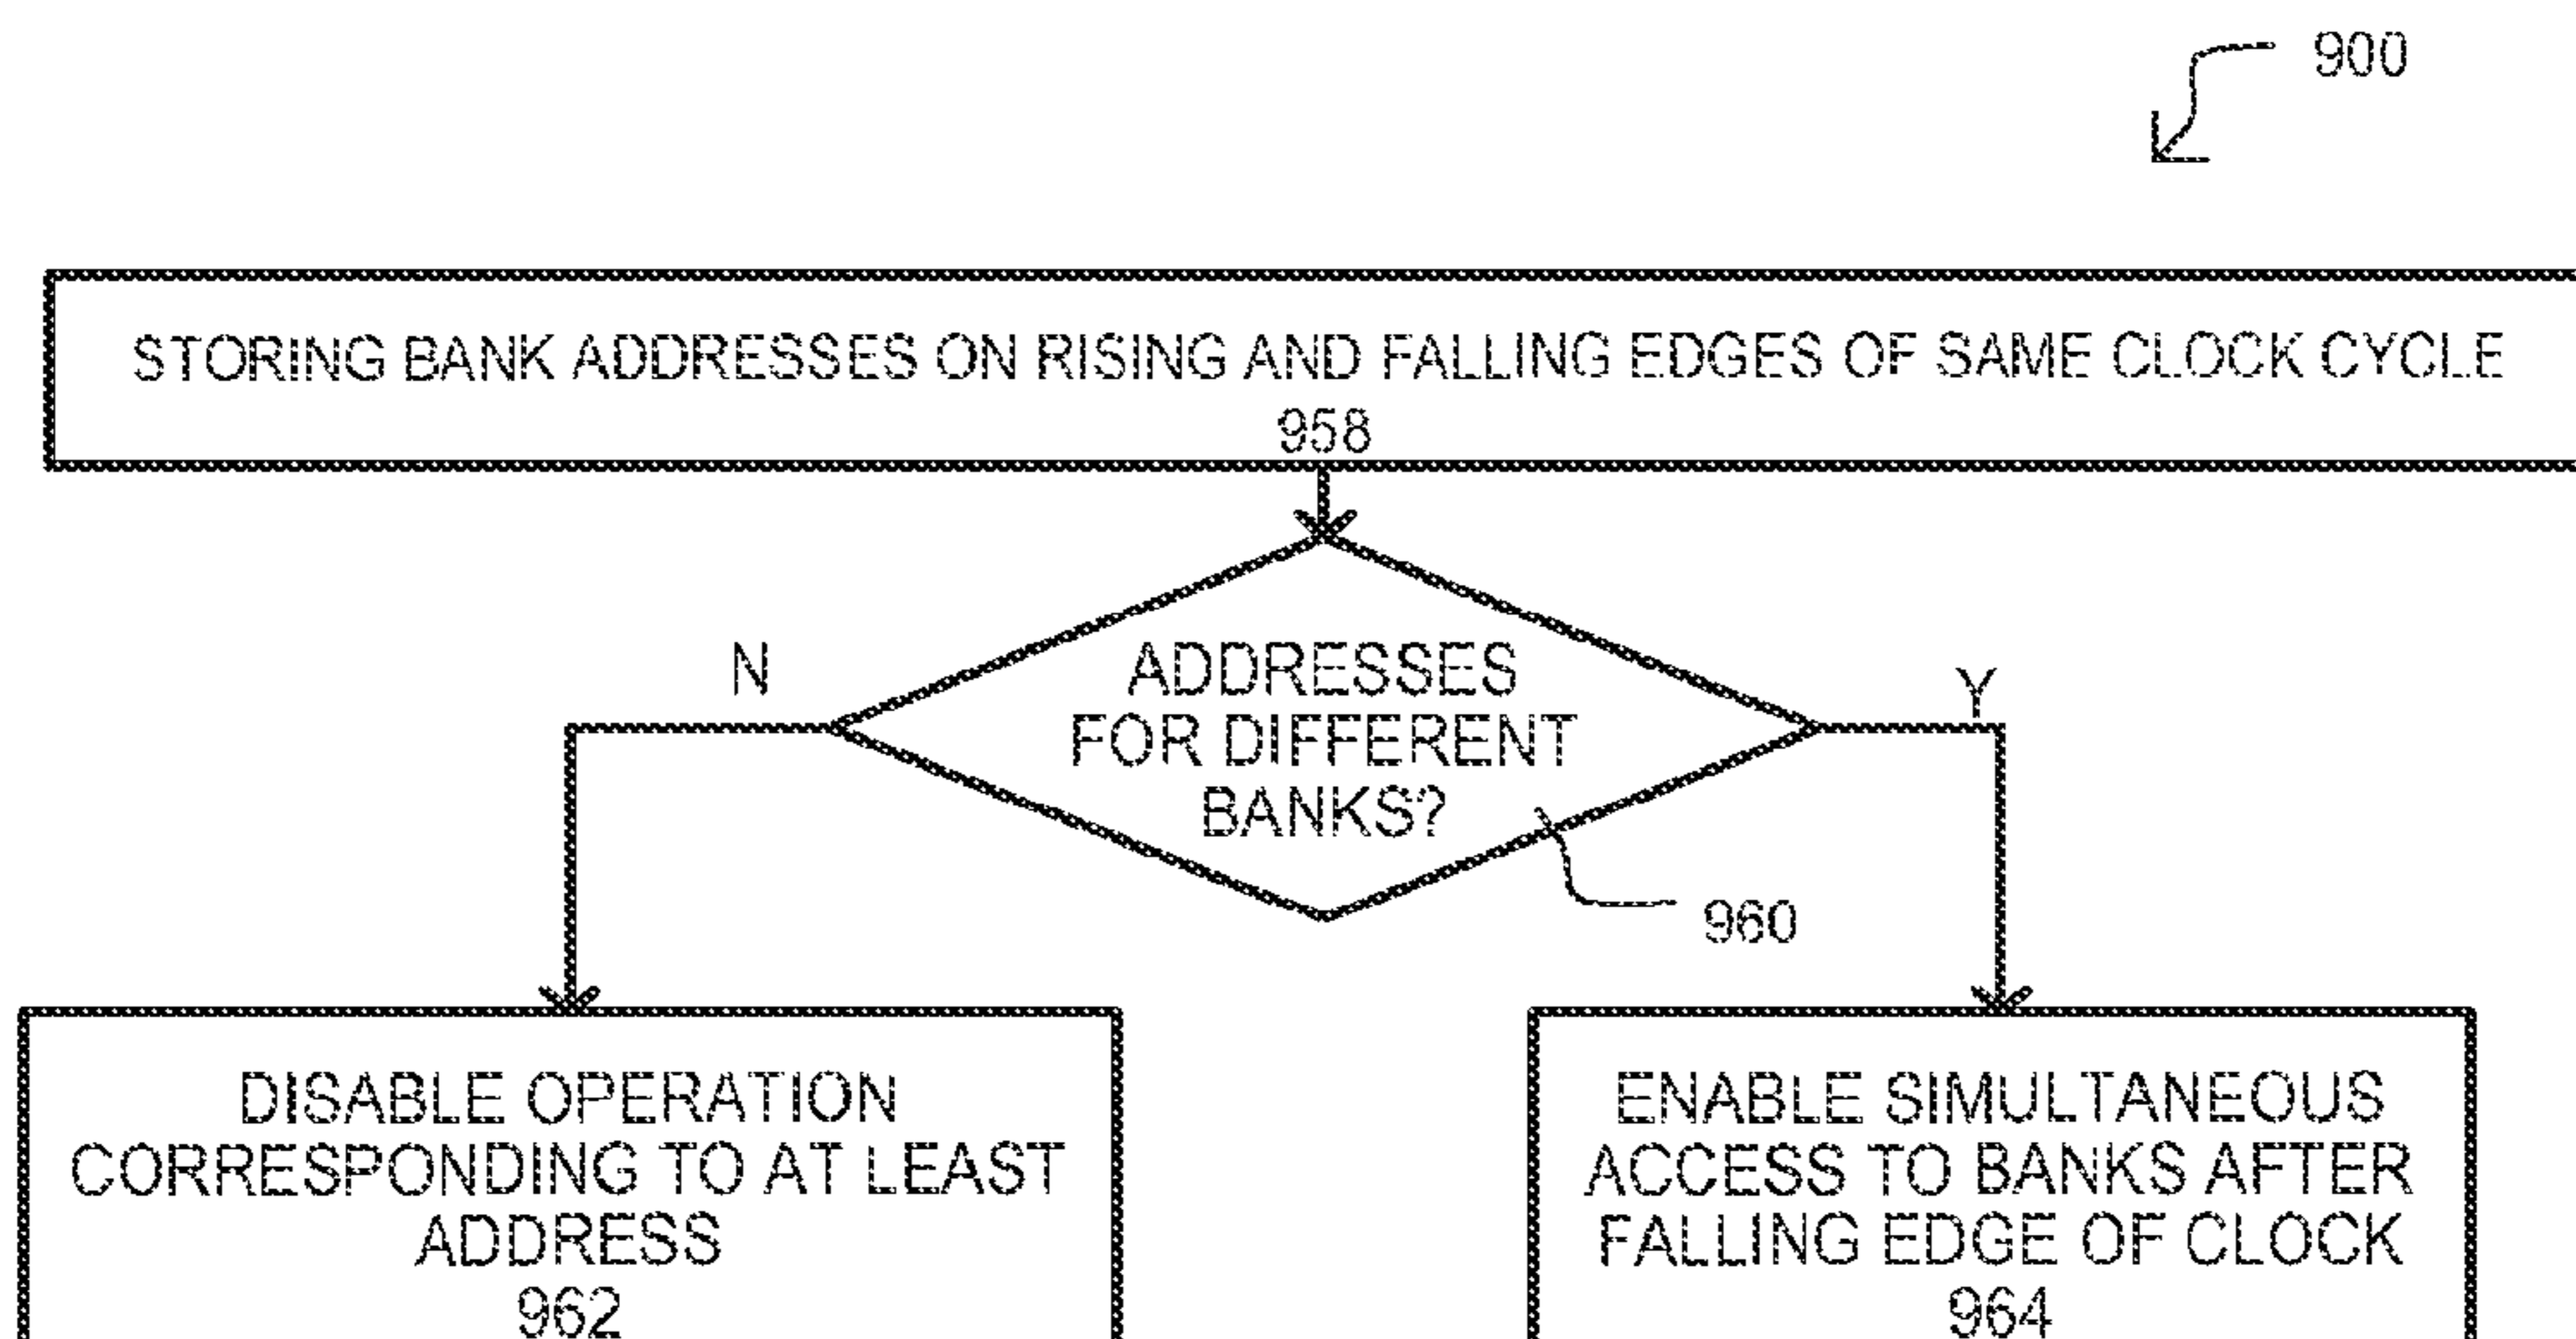 900
STORING BANK ADDRESSES ON RISING AND FALLING EDGES OF SAME CLOCK CYCLE
958
N
ADDRESSES
FOR DIFFERENT
BANKS?
Y
960
DISABLE OPERATION
CORRESPONDING TO AT LEAST
ADDRESS
962
ENABLE SIMULTANEOUS
ACCESS TO BANKS AFTER
FALLING EDGE OF CLOCK
964